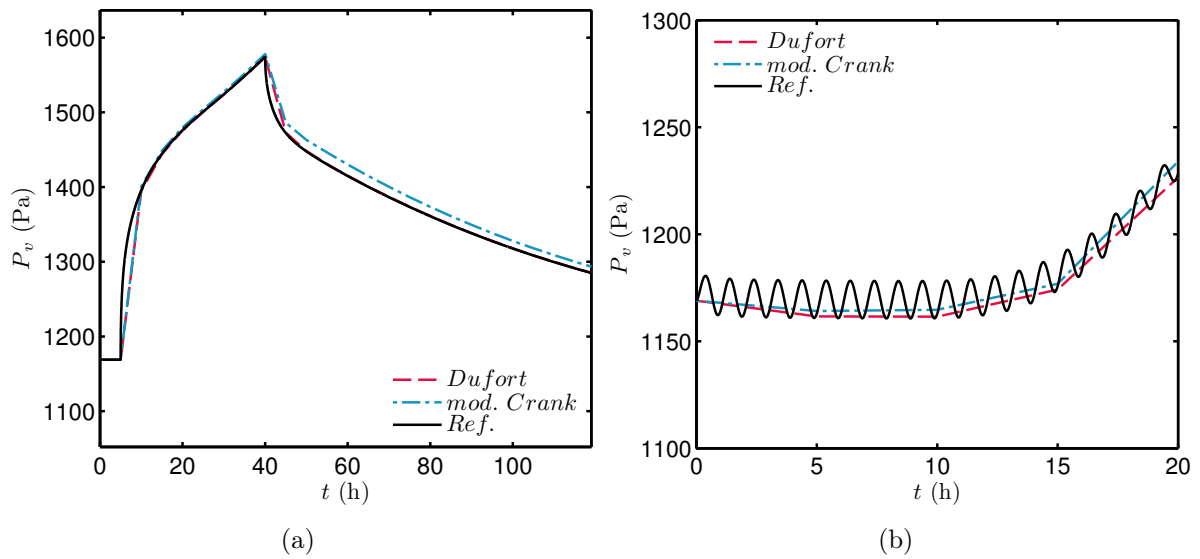 1600
1500
1400
1300
1200
1100
P_v (Pa)
0 20 40 60 80 100
t (h)
Dufort
mod. Crank
Ref.
(a)
1300
1250
1200
1150
1100
P_v (Pa)
0 5 10 15 20
t (h)
Dufort
mod. Crank
Ref.
(b)